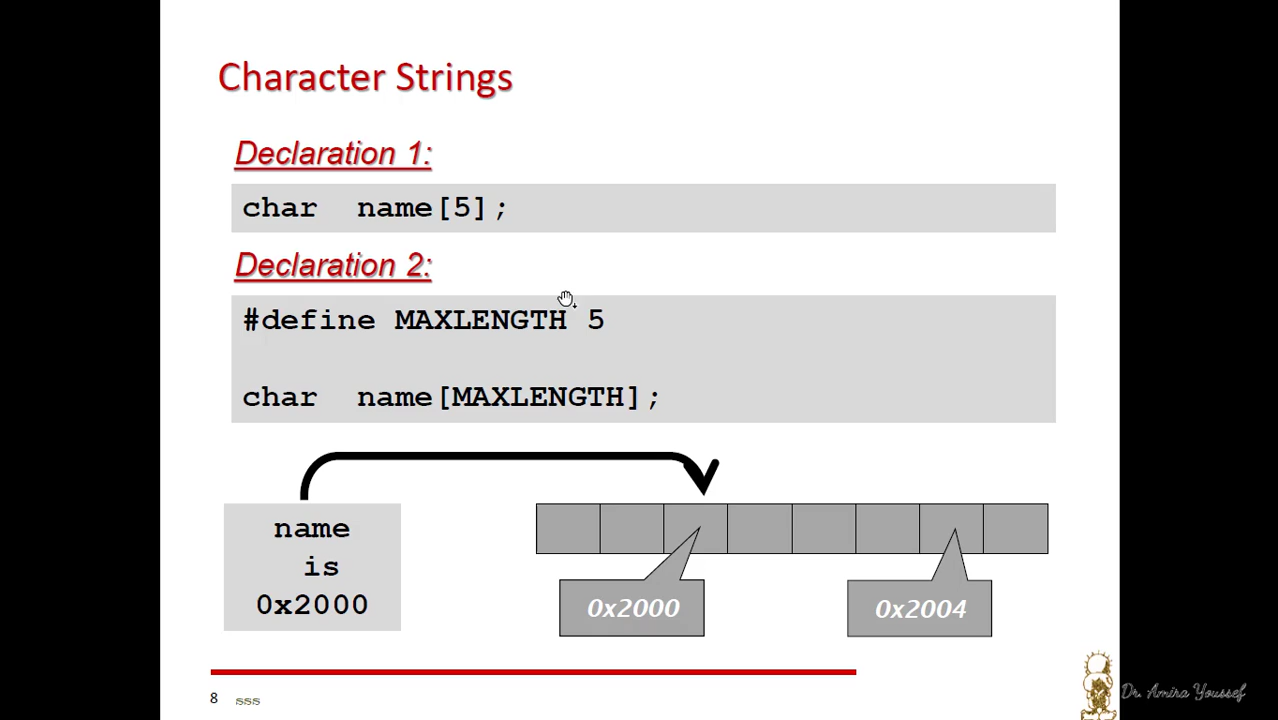 Character Strings
Declaration 1:
char name[5];
Declaration 2:
#define MAXLENGTH 5
char name[MAXLENGTH];
name
is
0x2000
0x2000
0x2004
8 sss
Dr. Amira Youssef